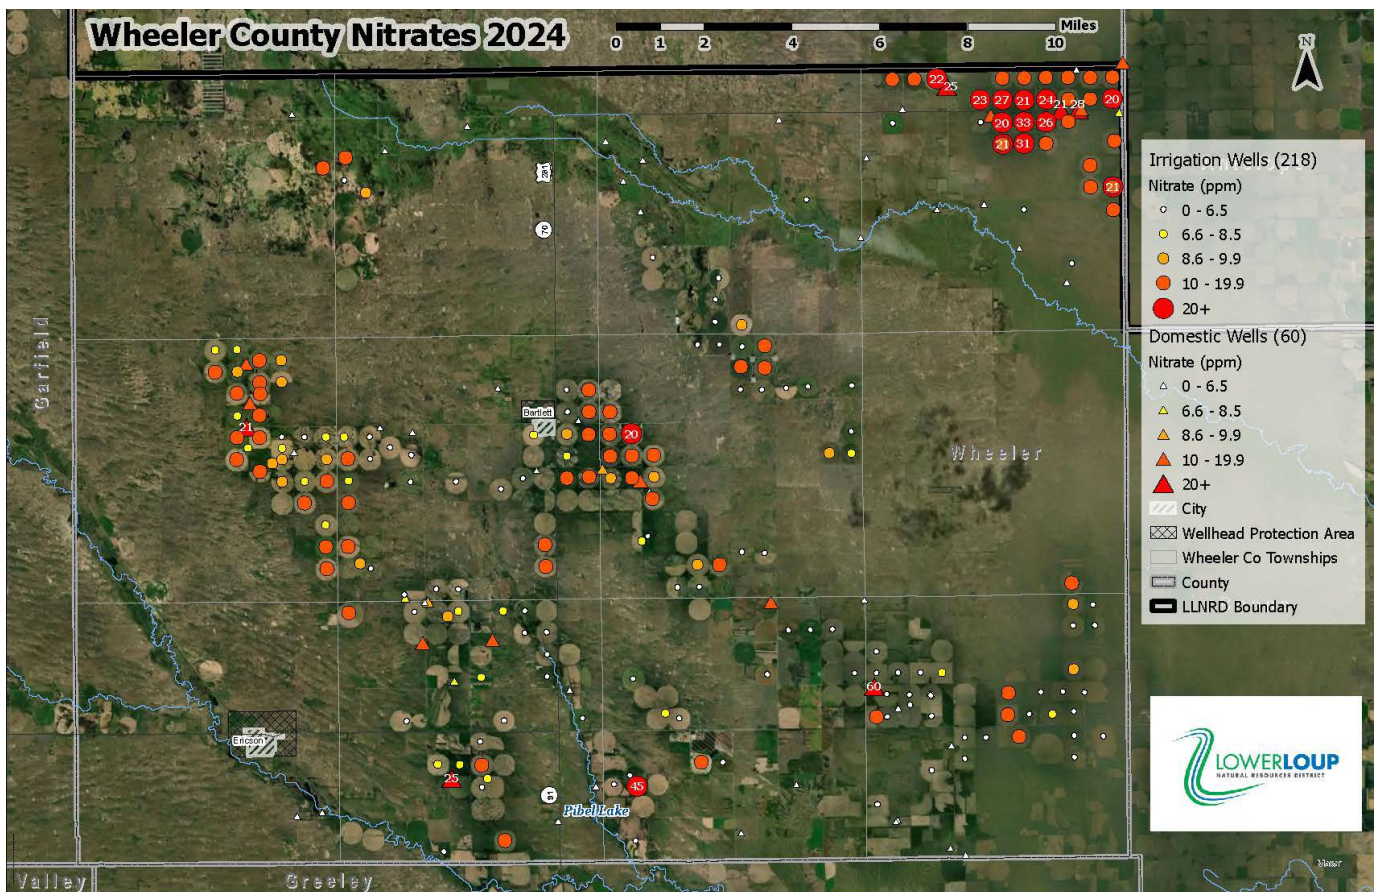 Wheeler County Nitrates 2024
Miles
0 1 2 4 6 8 10
N
22
25
23 27 21 24 21 28 20
20 33 26
21 31
21
281
70
Irrigation Wells (218)
Nitrate (ppm)
0 - 6.5
6.6 - 8.5
8.6 - 9.9
10 - 19.9
20+
Domestic Wells (60)
Nitrate (ppm)
0 - 6.5
6.6 - 8.5
8.6 - 9.9
10 - 19.9
20+
City
Wellhead Protection Area
Wheeler Co Townships
County
LLNRD Boundary
Garfield
Bartlett
21
20
Wheeler
60
Ericson
25
45
91
Pibel Lake
LOWERLOUP
NATURAL RESOURCES DISTRICT
Valley
Greeley